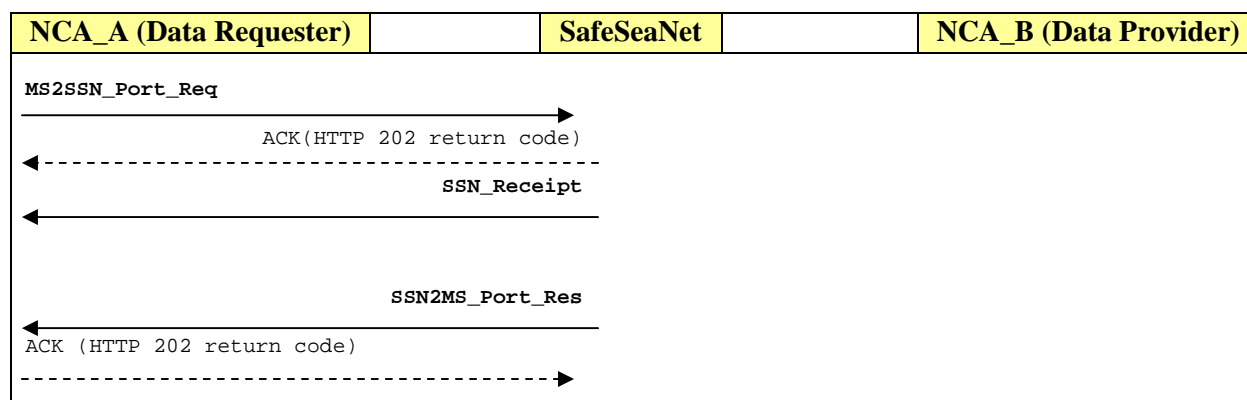 NCA_A (Data Requester) SafeSeaNet NCA_B (Data Provider)
MS2SSN_Port_Req
ACK(HTTP 202 return code)
SSN_Receipt
SSN2MS_Port_Res
ACK (HTTP 202 return code)